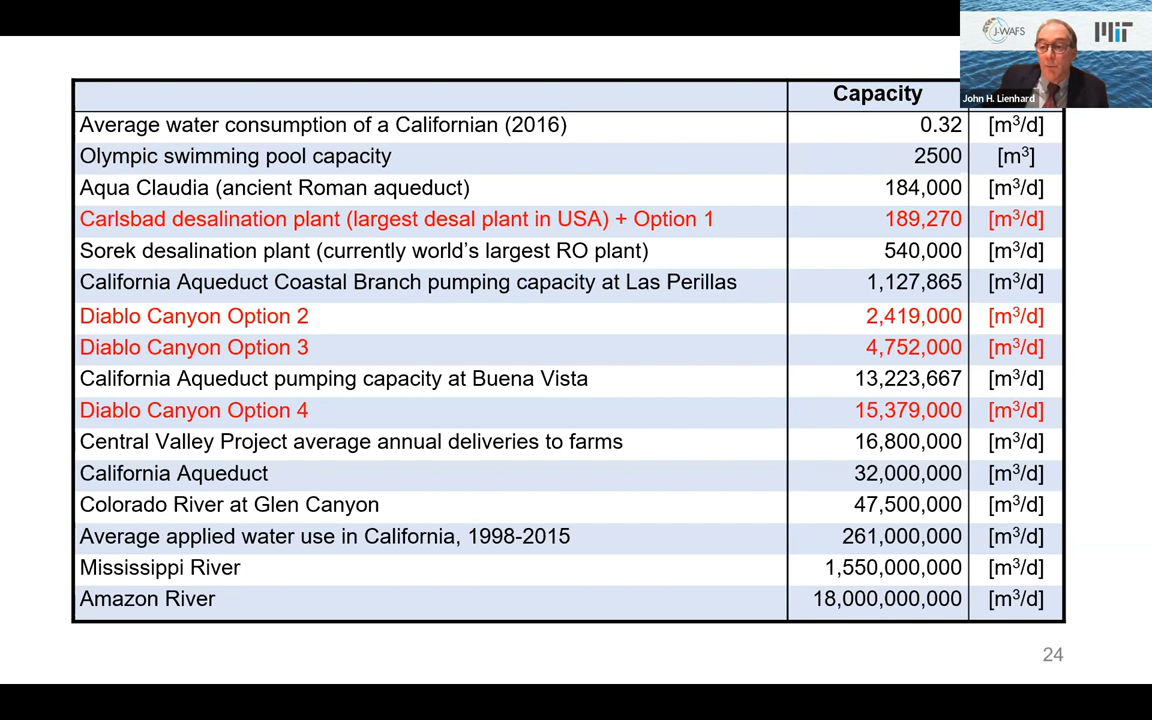 J-WAFS
MIT
John H. Lienhard
Capacity
Average water consumption of a Californian (2016) 0.32 [m³/d]
Olympic swimming pool capacity 2500 [m³]
Aqua Claudia (ancient Roman aqueduct) 184,000 [m³/d]
Carlsbad desalination plant (largest desal plant in USA) + Option 1 189,270 [m³/d]
Sorek desalination plant (currently world's largest RO plant) 540,000 [m³/d]
California Aqueduct Coastal Branch pumping capacity at Las Perillas 1,127,865 [m³/d]
Diablo Canyon Option 2 2,419,000 [m³/d]
Diablo Canyon Option 3 4,752,000 [m³/d]
California Aqueduct pumping capacity at Buena Vista 13,223,667 [m³/d]
Diablo Canyon Option 4 15,379,000 [m³/d]
Central Valley Project average annual deliveries to farms 16,800,000 [m³/d]
California Aqueduct 32,000,000 [m³/d]
Colorado River at Glen Canyon 47,500,000 [m³/d]
Average applied water use in California, 1998-2015 261,000,000 [m³/d]
Mississippi River 1,550,000,000 [m³/d]
Amazon River 18,000,000,000 [m³/d]
24